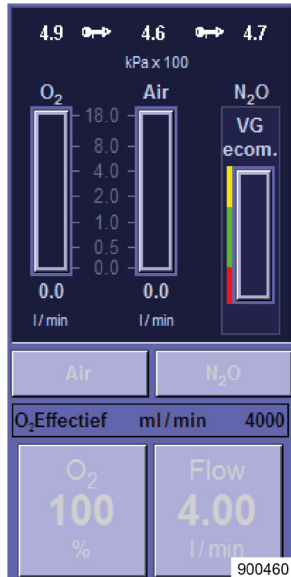 4.9 4.6 4.7
kPa x 100
O₂ Air N₂O
VG
ecom.
18.0
8.0
4.0
2.0
1.0
0.5
0.0
0.0 0.0
l/min l/min
Air N₂O
O₂Effectief ml/min 4000
O₂ Flow
100 4.00
% l/min
900460